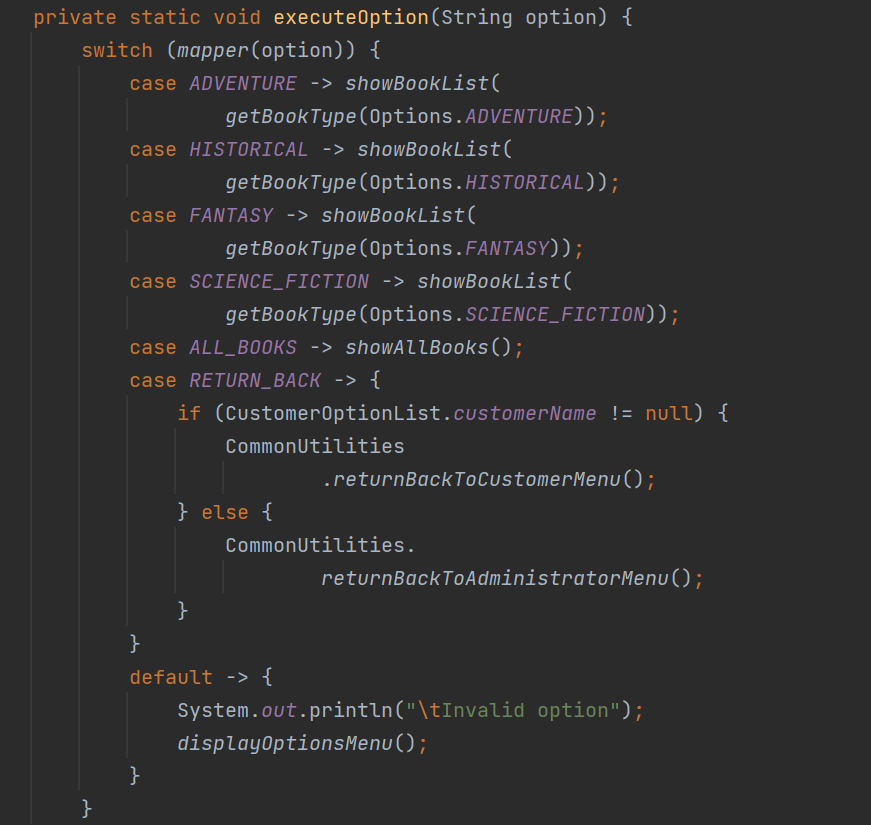 private static void executeOption(String option) {
    switch (mapper(option)) {
        case ADVENTURE -> showBookList(
                getBookType(Options.ADVENTURE));
        case HISTORICAL -> showBookList(
                getBookType(Options.HISTORICAL));
        case FANTASY -> showBookList(
                getBookType(Options.FANTASY));
        case SCIENCE_FICTION -> showBookList(
                getBookType(Options.SCIENCE_FICTION));
        case ALL_BOOKS -> showAllBooks();
        case RETURN_BACK -> {
            if (CustomerOptionList.customerName != null) {
                CommonUtilities
                        .returnBackToCustomerMenu();
            } else {
                CommonUtilities.
                        returnBackToAdministratorMenu();
            }
        }
        default -> {
            System.out.println("\tInvalid option");
            displayOptionsMenu();
        }
    }